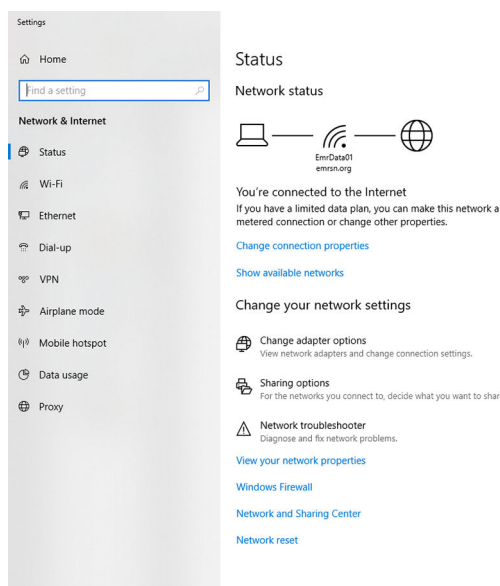 Settings
Home
Find a setting
Network & Internet
Status
Wi-Fi
Ethernet
Dial-up
VPN
Airplane mode
Mobile hotspot
Data usage
Proxy
Status
Network status
EmrData01
emrsn.org
You're connected to the Internet
If you have a limited data plan, you can make this network a
metered connection or change other properties.
Change connection properties
Show available networks
Change your network settings
Change adapter options
View network adapters and change connection settings.
Sharing options
For the networks you connect to, decide what you want to shar
Network troubleshooter
Diagnose and fix network problems.
View your network properties
Windows Firewall
Network and Sharing Center
Network reset